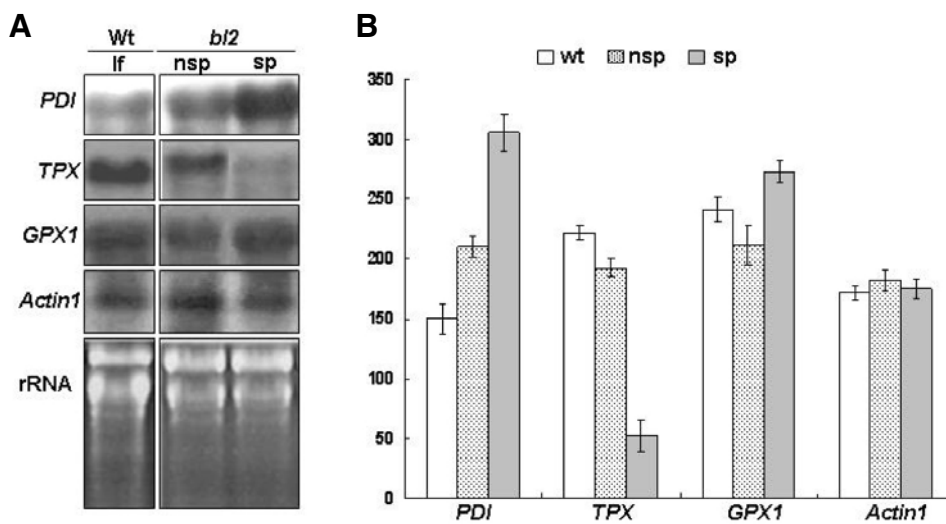 A
Wt bl2
lf nsp sp
PDI
TPX
GPX1
Actin1
rRNA
B
wt nsp sp
350
300
250
200
150
100
50
0
PDI TPX GPX1 Actin1